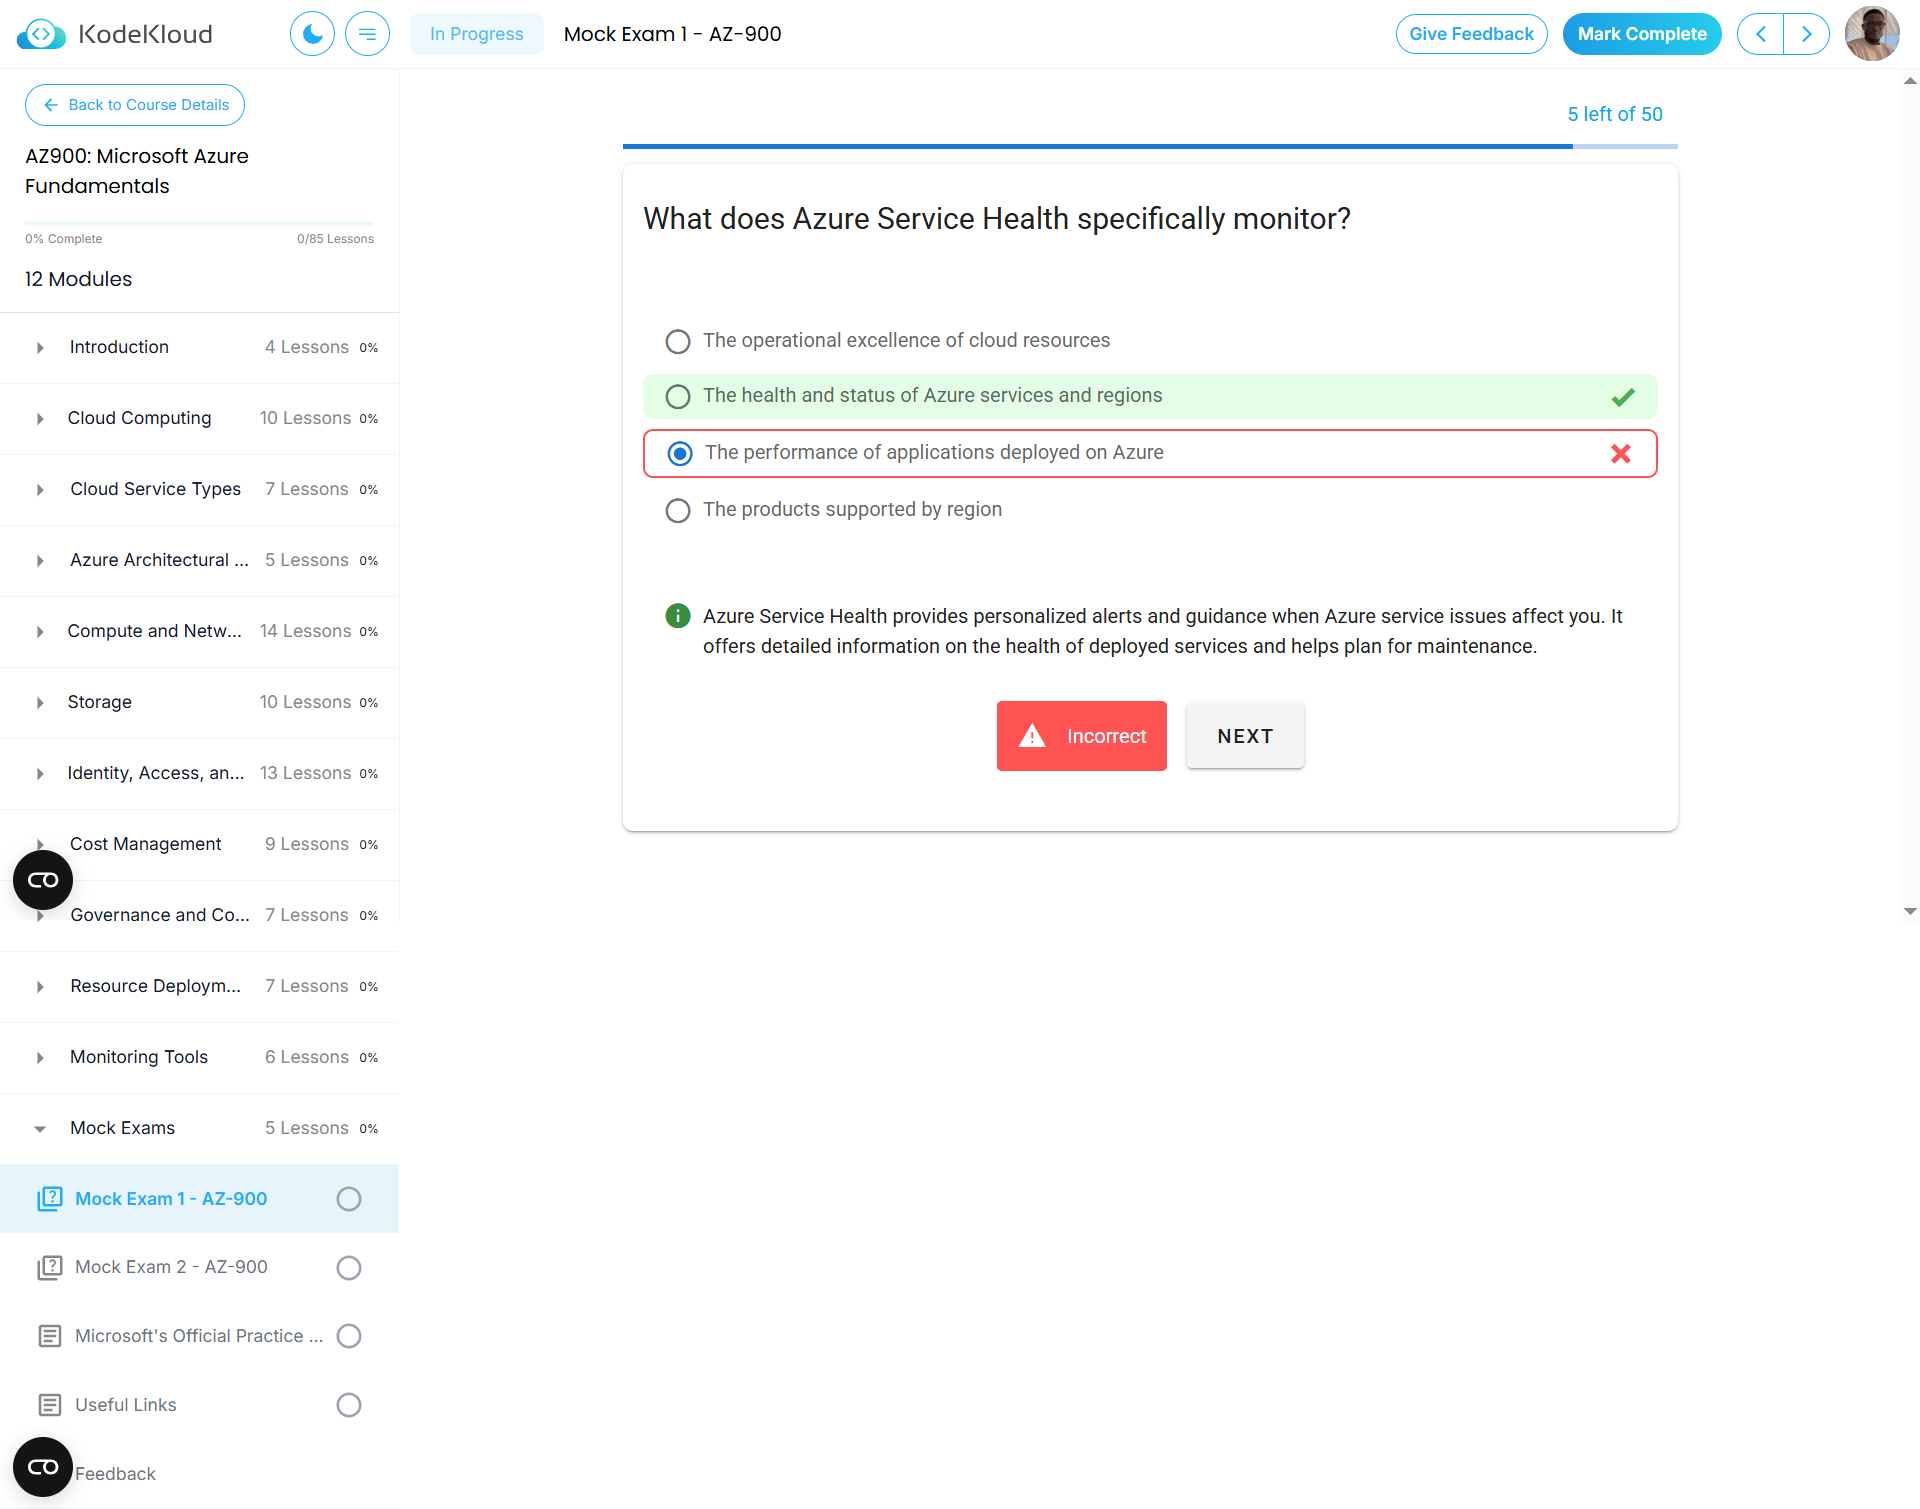 KodeKloud
In Progress
Mock Exam 1 - AZ-900
Give Feedback
Mark Complete
Back to Course Details
AZ900: Microsoft Azure
Fundamentals
0% Complete
0/85 Lessons
12 Modules
Introduction 4 Lessons 0%
Cloud Computing 10 Lessons 0%
Cloud Service Types 7 Lessons 0%
Azure Architectural ... 5 Lessons 0%
Compute and Netw... 14 Lessons 0%
Storage 10 Lessons 0%
Identity, Access, an... 13 Lessons 0%
Cost Management 9 Lessons 0%
Governance and Co... 7 Lessons 0%
Resource Deploym... 7 Lessons 0%
Monitoring Tools 6 Lessons 0%
Mock Exams 5 Lessons 0%
Mock Exam 1 - AZ-900
Mock Exam 2 - AZ-900
Microsoft's Official Practice ...
Useful Links
Feedback
5 left of 50
What does Azure Service Health specifically monitor?
The operational excellence of cloud resources
The health and status of Azure services and regions
The performance of applications deployed on Azure
The products supported by region
Azure Service Health provides personalized alerts and guidance when Azure service issues affect you. It
offers detailed information on the health of deployed services and helps plan for maintenance.
Incorrect
NEXT